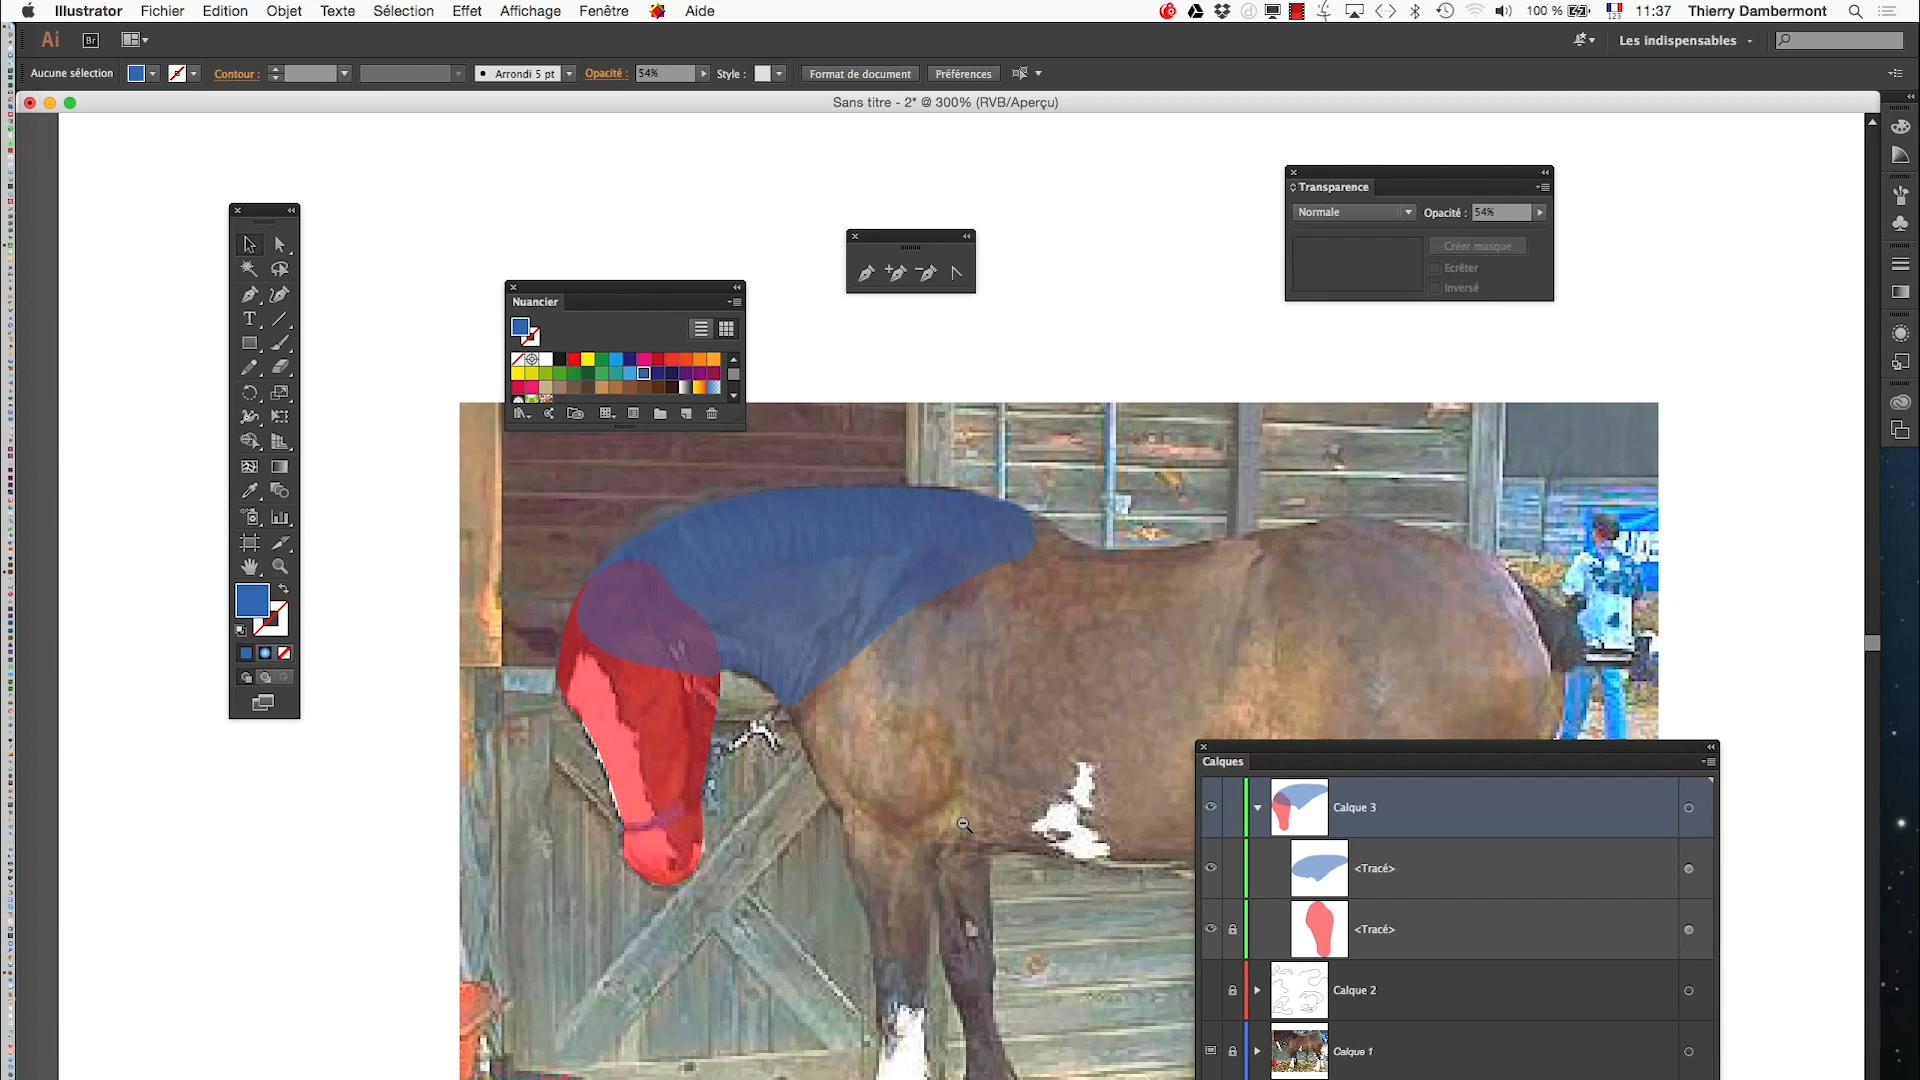 Illustrator Fichier Edition Objet Texte Sélection Effet Affichage Fenêtre Aide 100 % 11:37 Thierry Dambermont
Ai Br Les indispensables
Aucune sélection Contour : Arrondi 5 pt Opacité : 54% Style : Format de document Préférences
Sans titre - 2* @ 300% (RVB/Aperçu)
Transparence
Normale Opacité : 54%
Créer masque
Ecrêter
Inversé
Nuancier
T
Calques
Calque 3
<Tracé>
<Tracé>
Calque 2
Calque 1